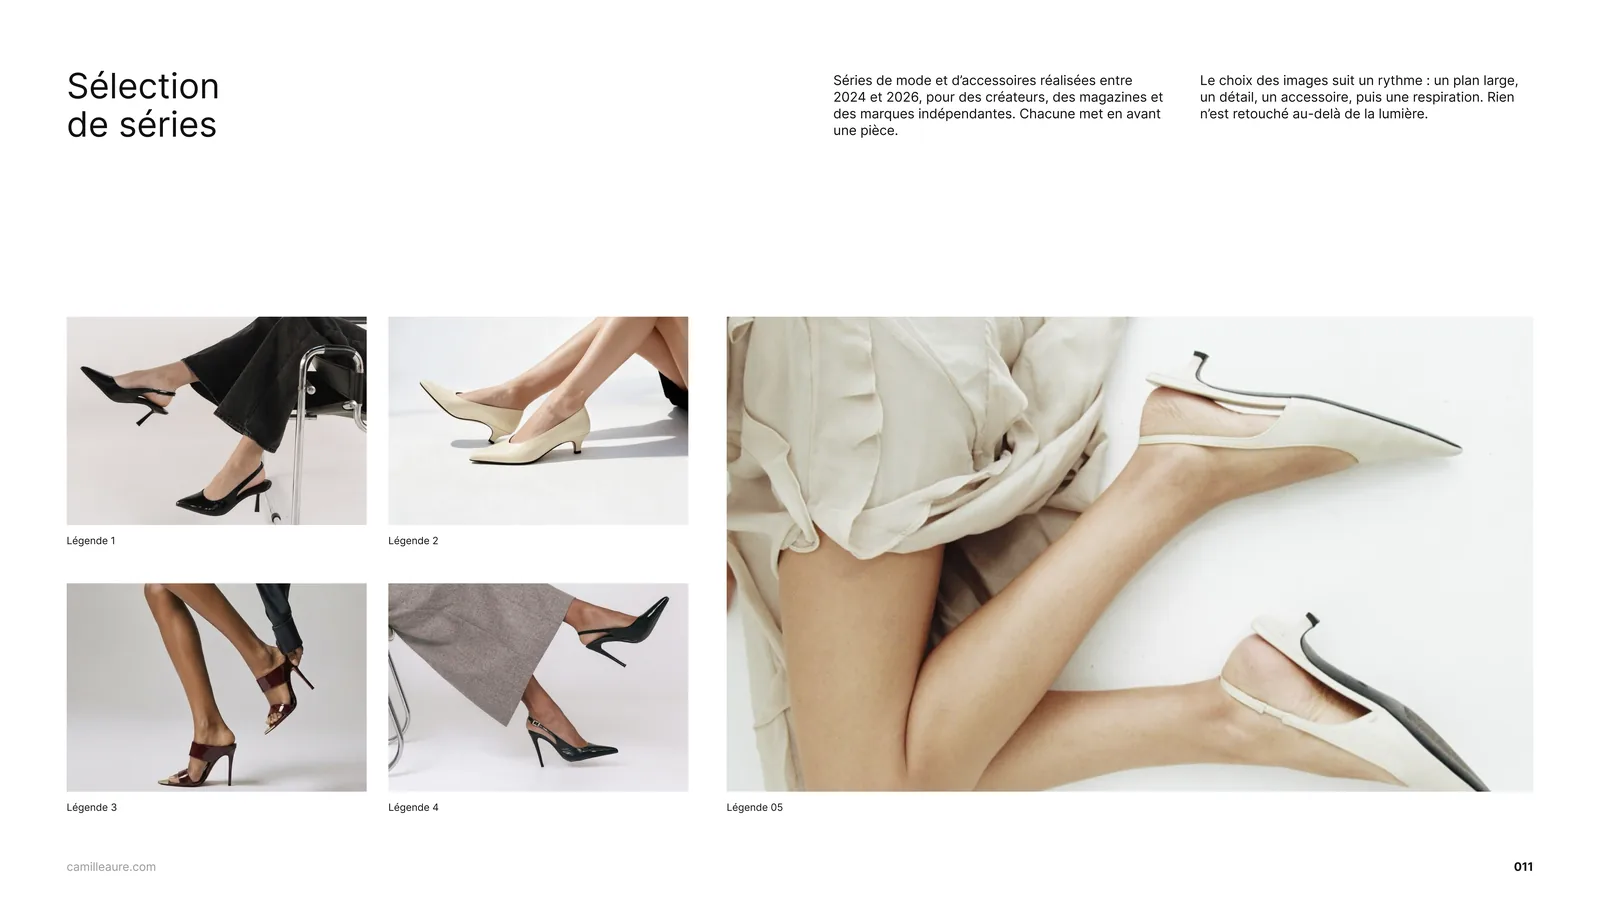 Sélection
de séries
Séries de mode et d’accessoires réalisées entre
2024 et 2026, pour des créateurs, des magazines et
des marques indépendantes. Chacune met en avant
une pièce.
Le choix des images suit un rythme : un plan large,
un détail, un accessoire, puis une respiration. Rien
n’est retouché au-delà de la lumière.
Légende 1
Légende 2
Légende 3
Légende 4
Légende 05
camilleaure.com
011